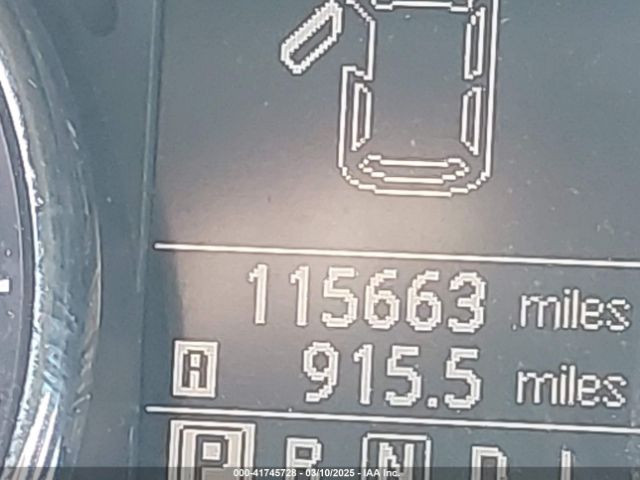 115663 miles
A 915.5 miles
P R N D L
000-41745728 - 03/10/2025 - IAA Inc.